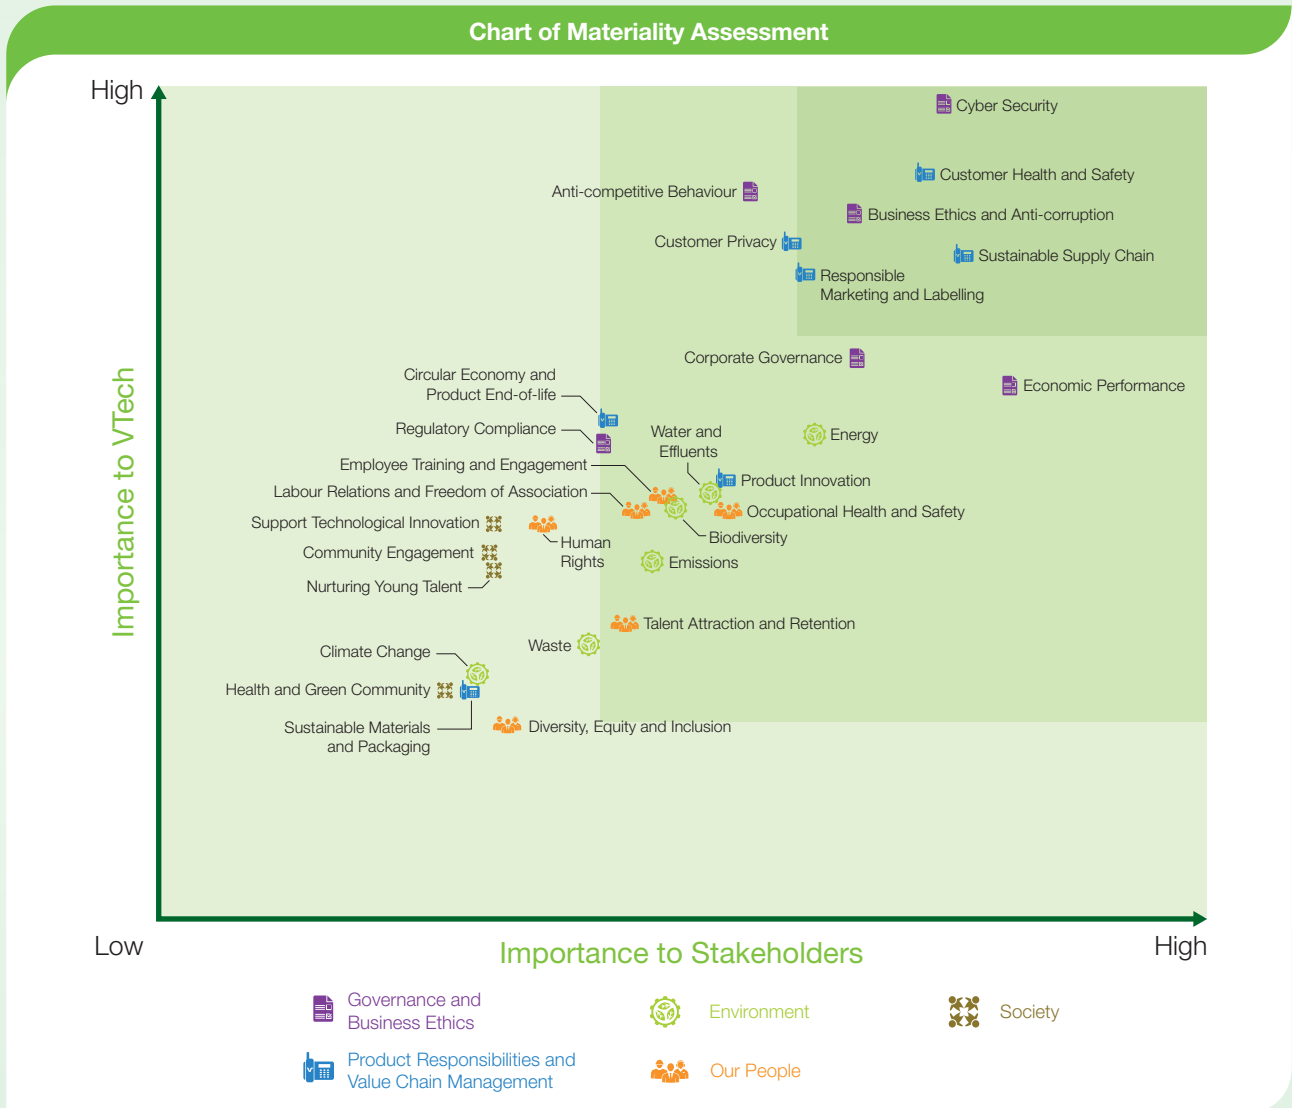 Chart of Materiality Assessment
High
Cyber Security
Customer Health and Safety
Anti-competitive Behaviour
Business Ethics and Anti-corruption
Customer Privacy
Sustainable Supply Chain
Responsible
Marketing and Labelling
Corporate Governance
Economic Performance
Circular Economy and
Product End-of-life
Regulatory Compliance
Water and
Effluents
Energy
Employee Training and Engagement
Product Innovation
Labour Relations and Freedom of Association
Occupational Health and Safety
Support Technological Innovation
Human
Rights
Biodiversity
Community Engagement
Emissions
Nurturing Young Talent
Talent Attraction and Retention
Waste
Climate Change
Health and Green Community
Sustainable Materials
and Packaging
Diversity, Equity and Inclusion
Importance to VTech
Low
Importance to Stakeholders
High
Governance and
Business Ethics
Environment
Society
Product Responsibilities and
Value Chain Management
Our People